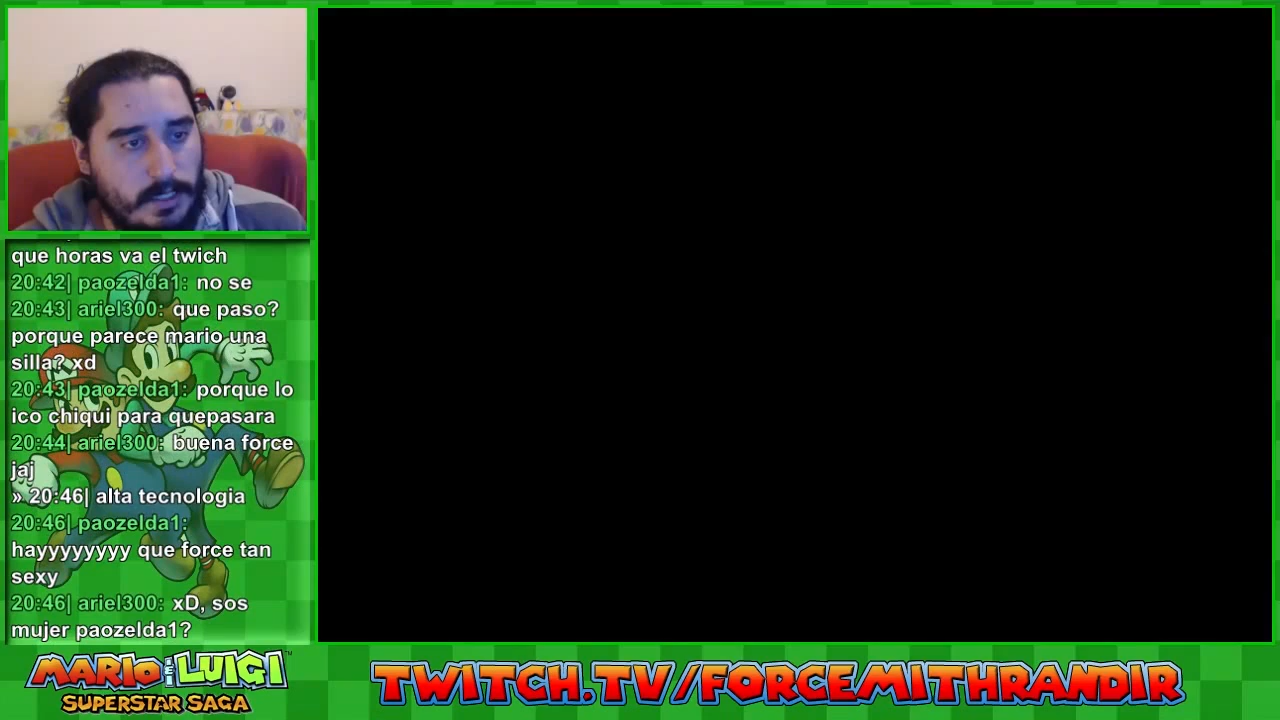 que horas va el twich
20:42| paozelda1: no se
20:43| ariel300: que paso?
porque parece mario una
silla? xd
20:43| paozelda1: porque lo
ico chiqui para quepasara
20:44| ariel300: buena force
jaj
» 20:46| alta tecnologia
20:46| paozelda1:
hayyyyyyyy que force tan
sexy
20:46| ariel300: xD, sos
mujer paozelda1?
MARIO & LUIGI™
SUPERSTAR SAGA
TWITCH.TV/FORCEMITHRANDIR